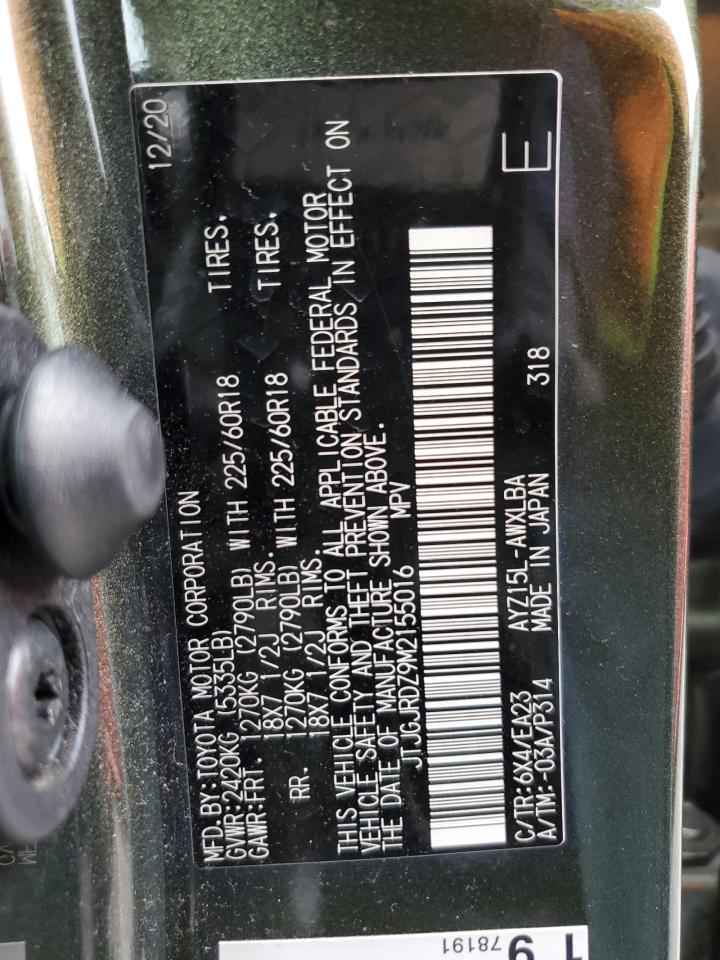 12/20
MFD.BY:TOYOTA MOTOR CORPORATION
GVWR:2420KG (5335LB)
GAWR:FRT. 1270KG (2790LB) WITH 225/60R18 TIRES.
18X7 1/2J RIMS.
RR. 1270KG (2790LB) WITH 225/60R18 TIRES.
18X7 1/2J RIMS.
THIS VEHICLE CONFORMS TO ALL APPLICABLE FEDERAL MOTOR
VEHICLE SAFETY AND THEFT PREVENTION STANDARDS IN EFFECT ON
THE DATE OF MANUFACTURE SHOWN ABOVE.
JTJGJRDZ9M2155016 MPV
C/TR:6X4/EA23 AYZ15L-AWXLBA
A/TM:-03A/P314 MADE IN JAPAN 318 E
78191
19